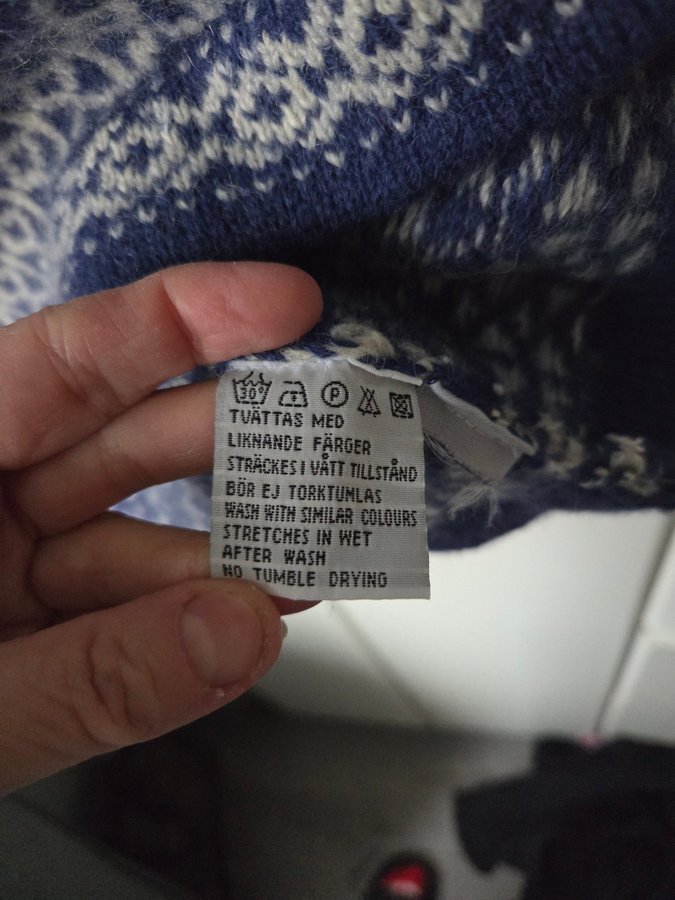 30° P
TVÄTTAS MED
LIKNANDE FÄRGER
STRÄCKES I VÅTT TILLSTÅND
BÖR EJ TORKTUMLAS
WASH WITH SIMILAR COLOURS
STRETCHES IN WET
AFTER WASH
NO TUMBLE DRYING